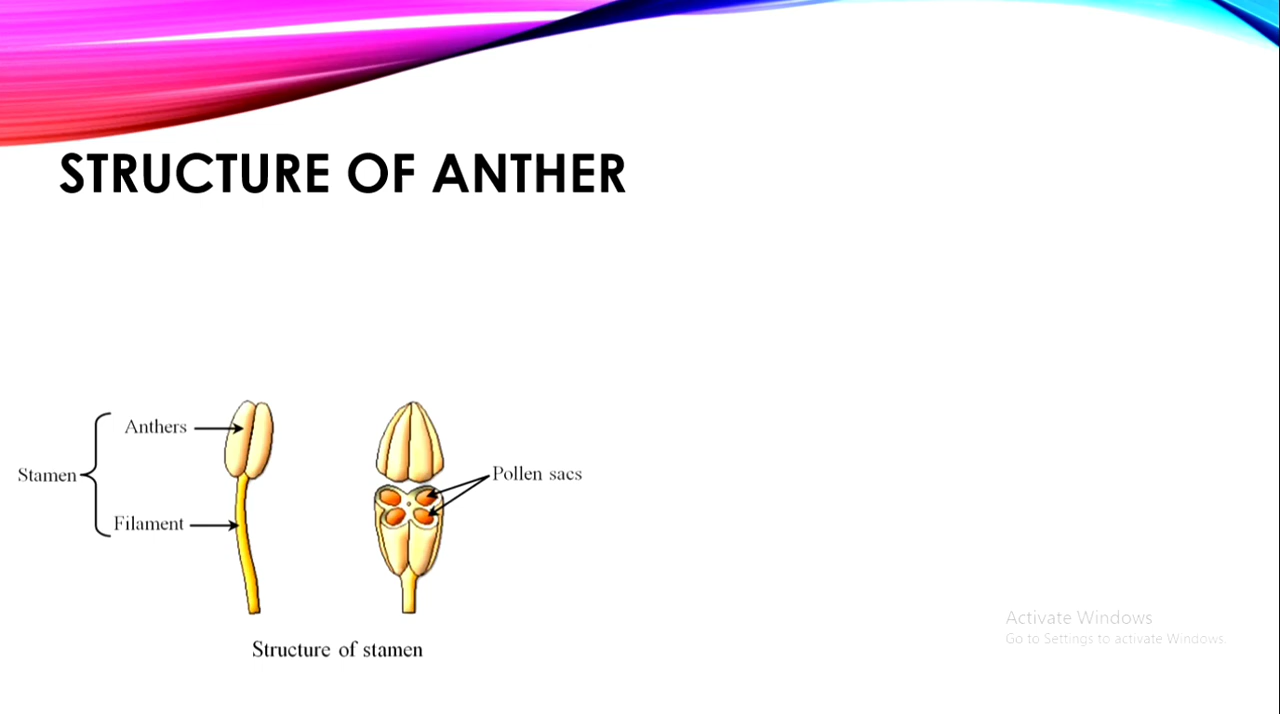 STRUCTURE OF ANTHER
Anthers
Stamen
Pollen sacs
Filament
Structure of stamen
Activate Windows
Go to Settings to activate Windows.